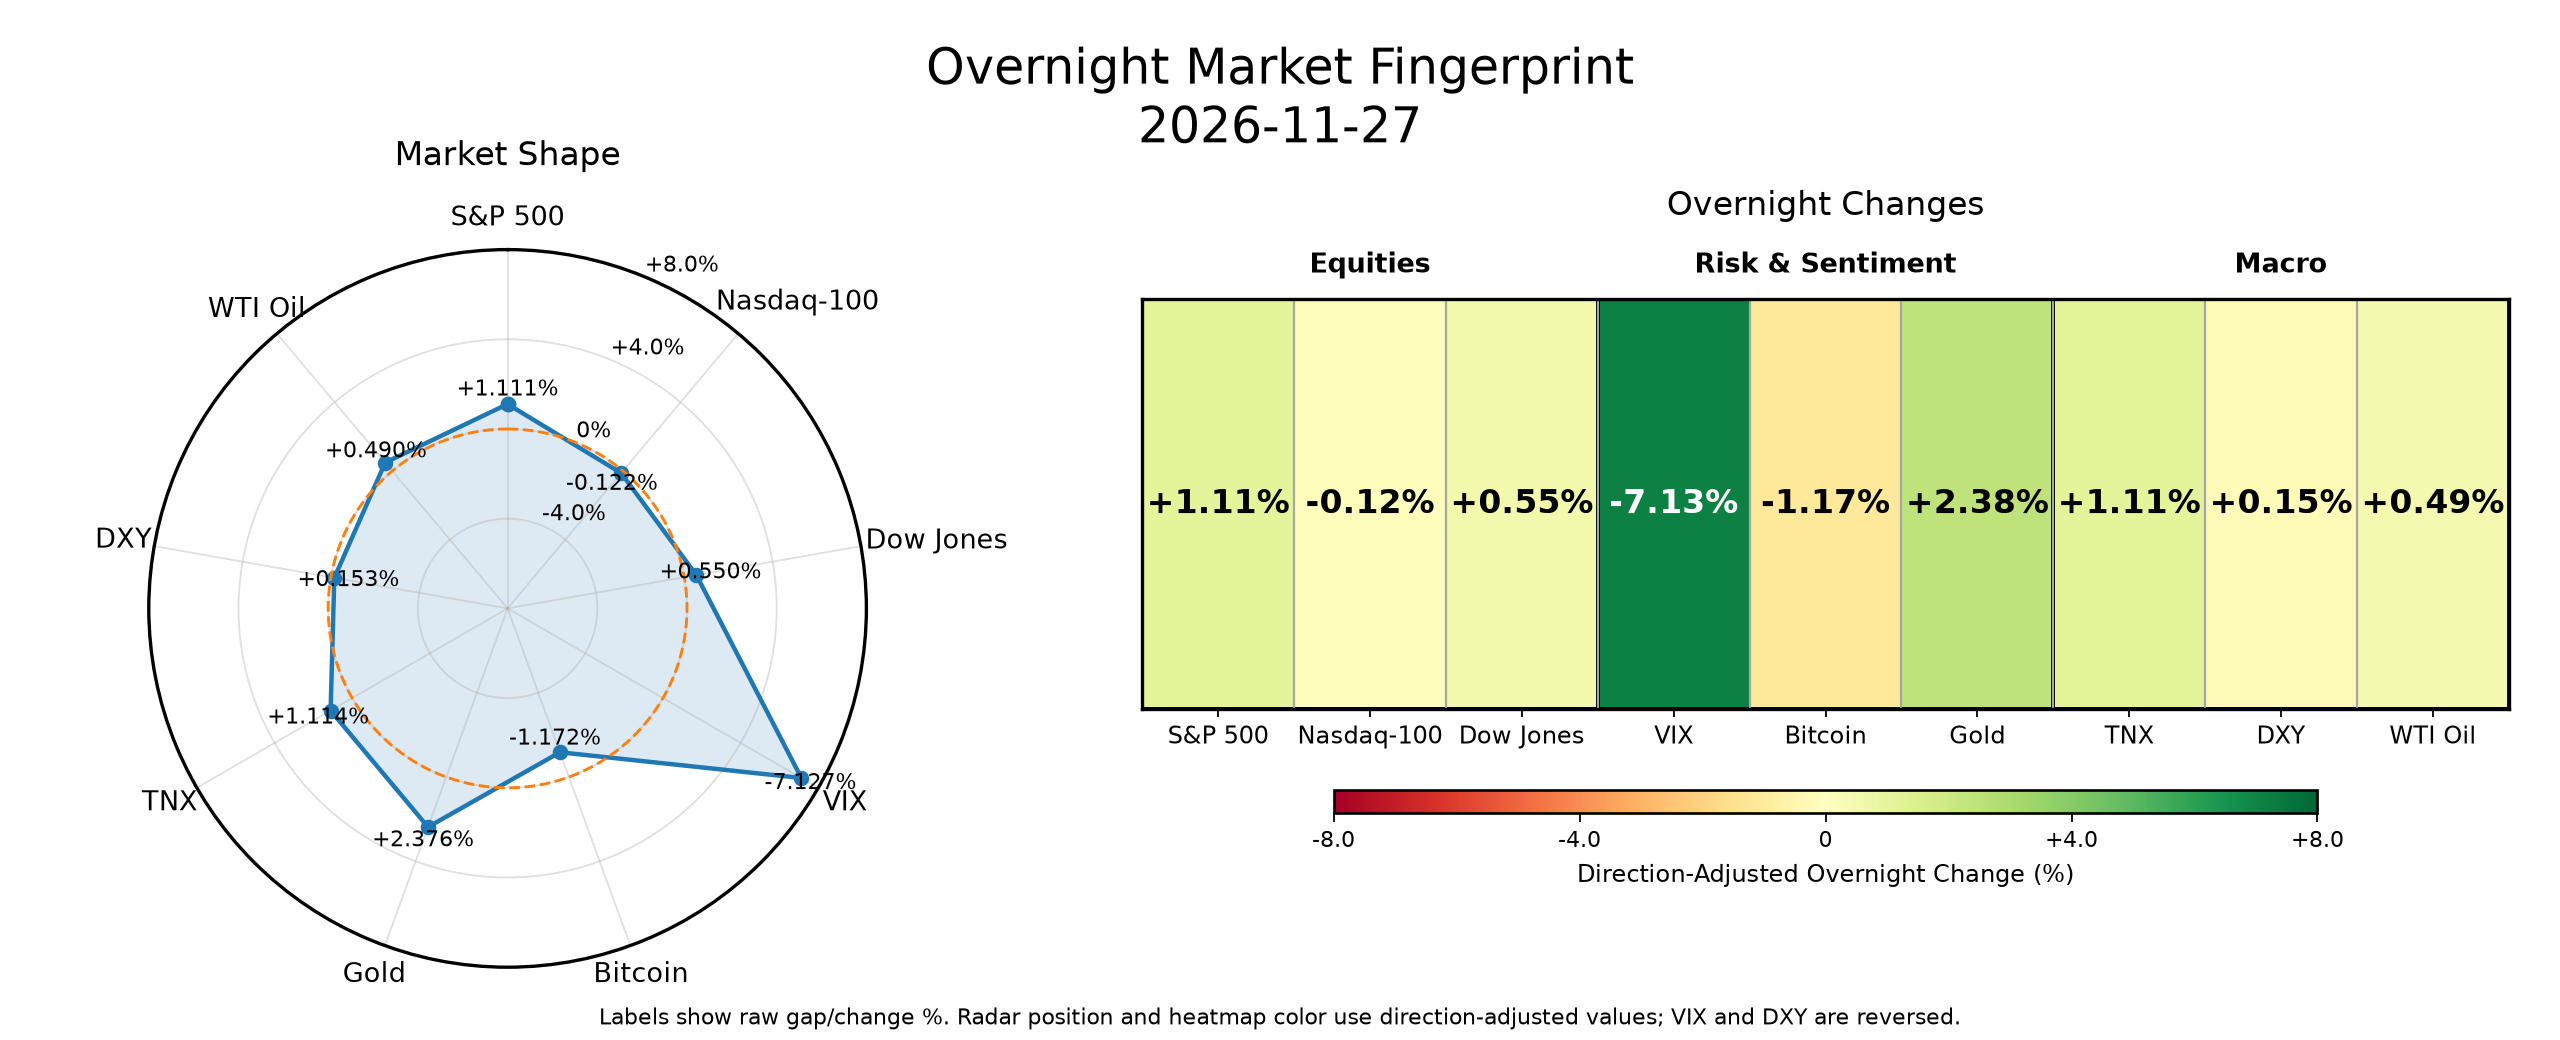 Overnight Market Fingerprint
2026-11-27
Market Shape
S&P 500
+8.0%
Nasdaq-100
WTI Oil
+4.0%
+1.111%
0%
+0.490%
-0.122%
-4.0%
DXY
Dow Jones
+0.153%
+0.550%
+1.114%
-1.172%
-7.127%
TNX
VIX
+2.376%
Gold
Bitcoin
Overnight Changes
Equities Risk & Sentiment Macro
+1.11% -0.12% +0.55% -7.13% -1.17% +2.38% +1.11% +0.15% +0.49%
S&P 500 Nasdaq-100 Dow Jones VIX Bitcoin Gold TNX DXY WTI Oil
-8.0 -4.0 0 +4.0 +8.0
Direction-Adjusted Overnight Change (%)
Labels show raw gap/change %. Radar position and heatmap color use direction-adjusted values; VIX and DXY are reversed.